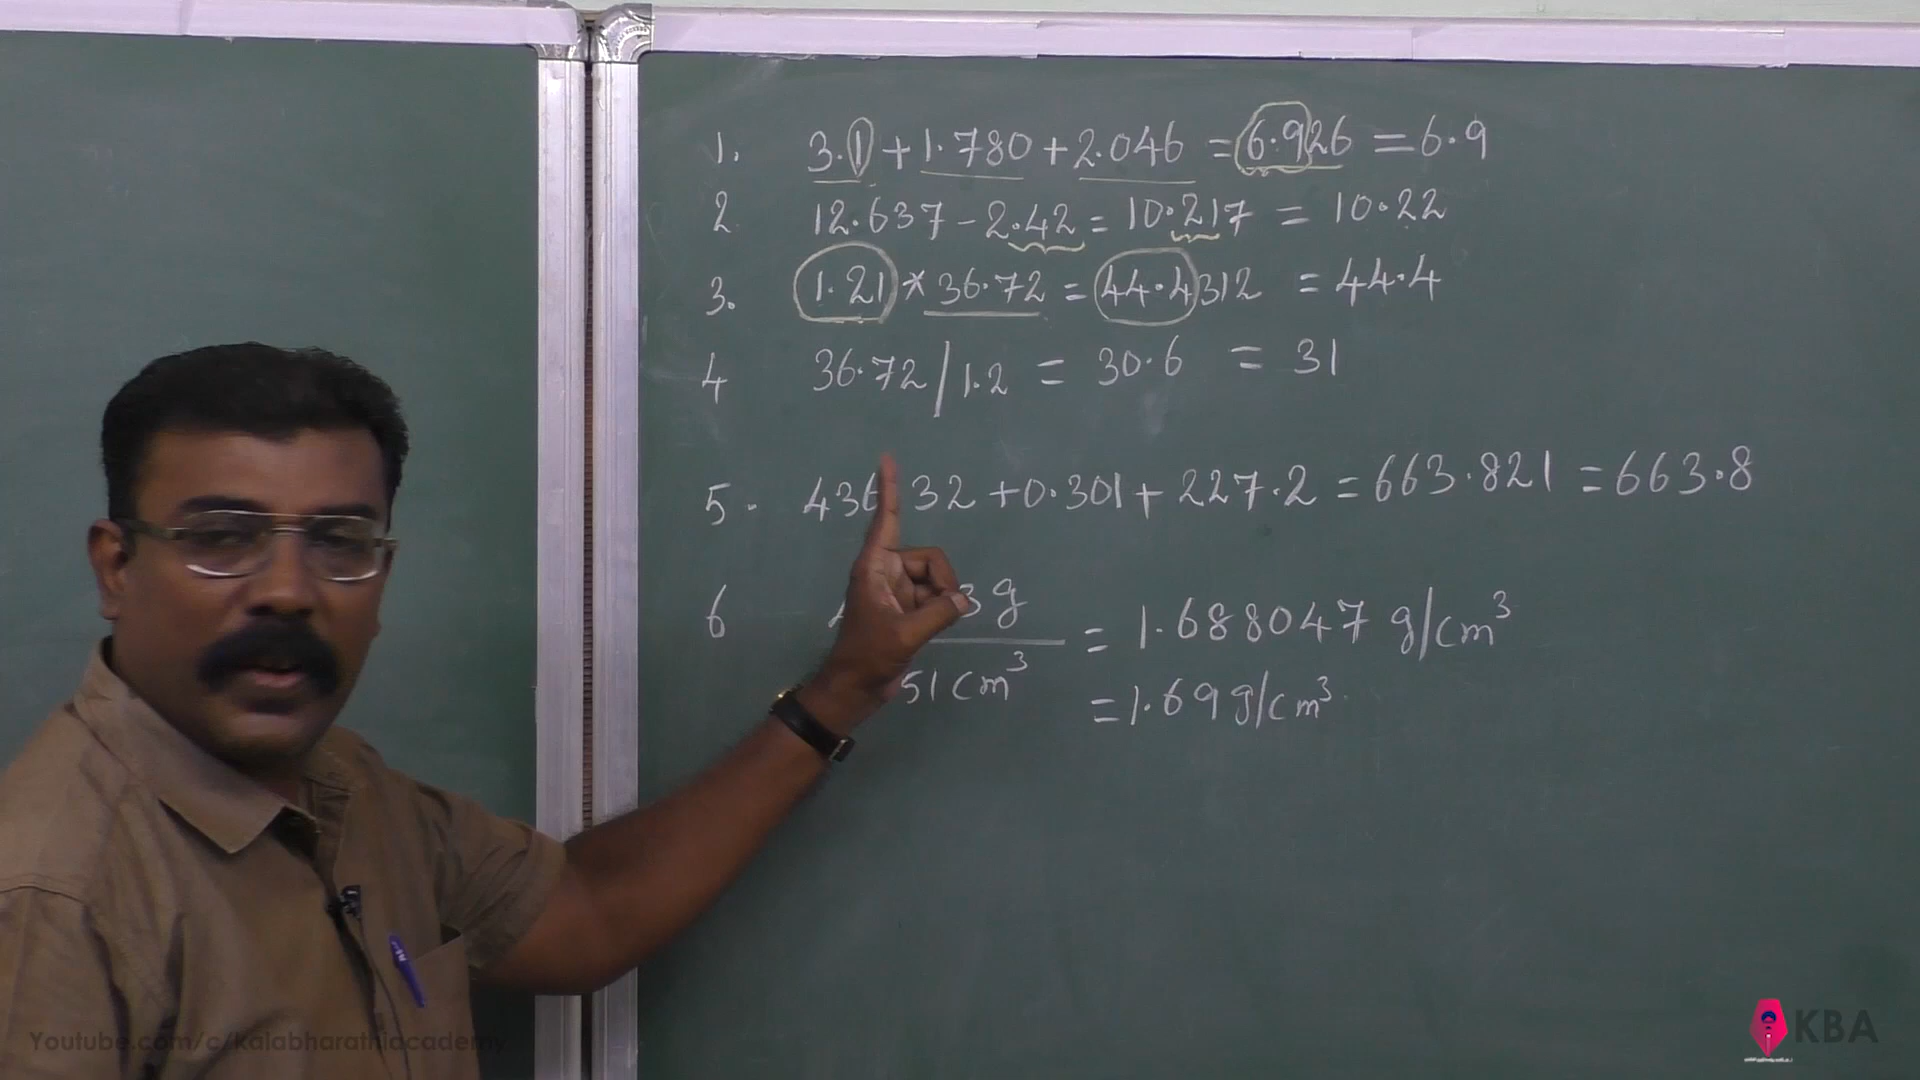 1. 3.1 + 1.780 + 2.046 = 6.926 = 6.9
2 12.637 - 2.42 = 10.217 = 10.22
3. 1.21 * 36.72 = 44.4312 = 44.4
4 36.72 / 1.2 = 30.6 = 31
5. 436 32 + 0.301 + 227.2 = 663.821 = 663.8
6 3 g
51 cm³ = 1.688047 g/cm³
= 1.69 g/cm³
Youtube.com/c/kalabharathiacademy
KBA